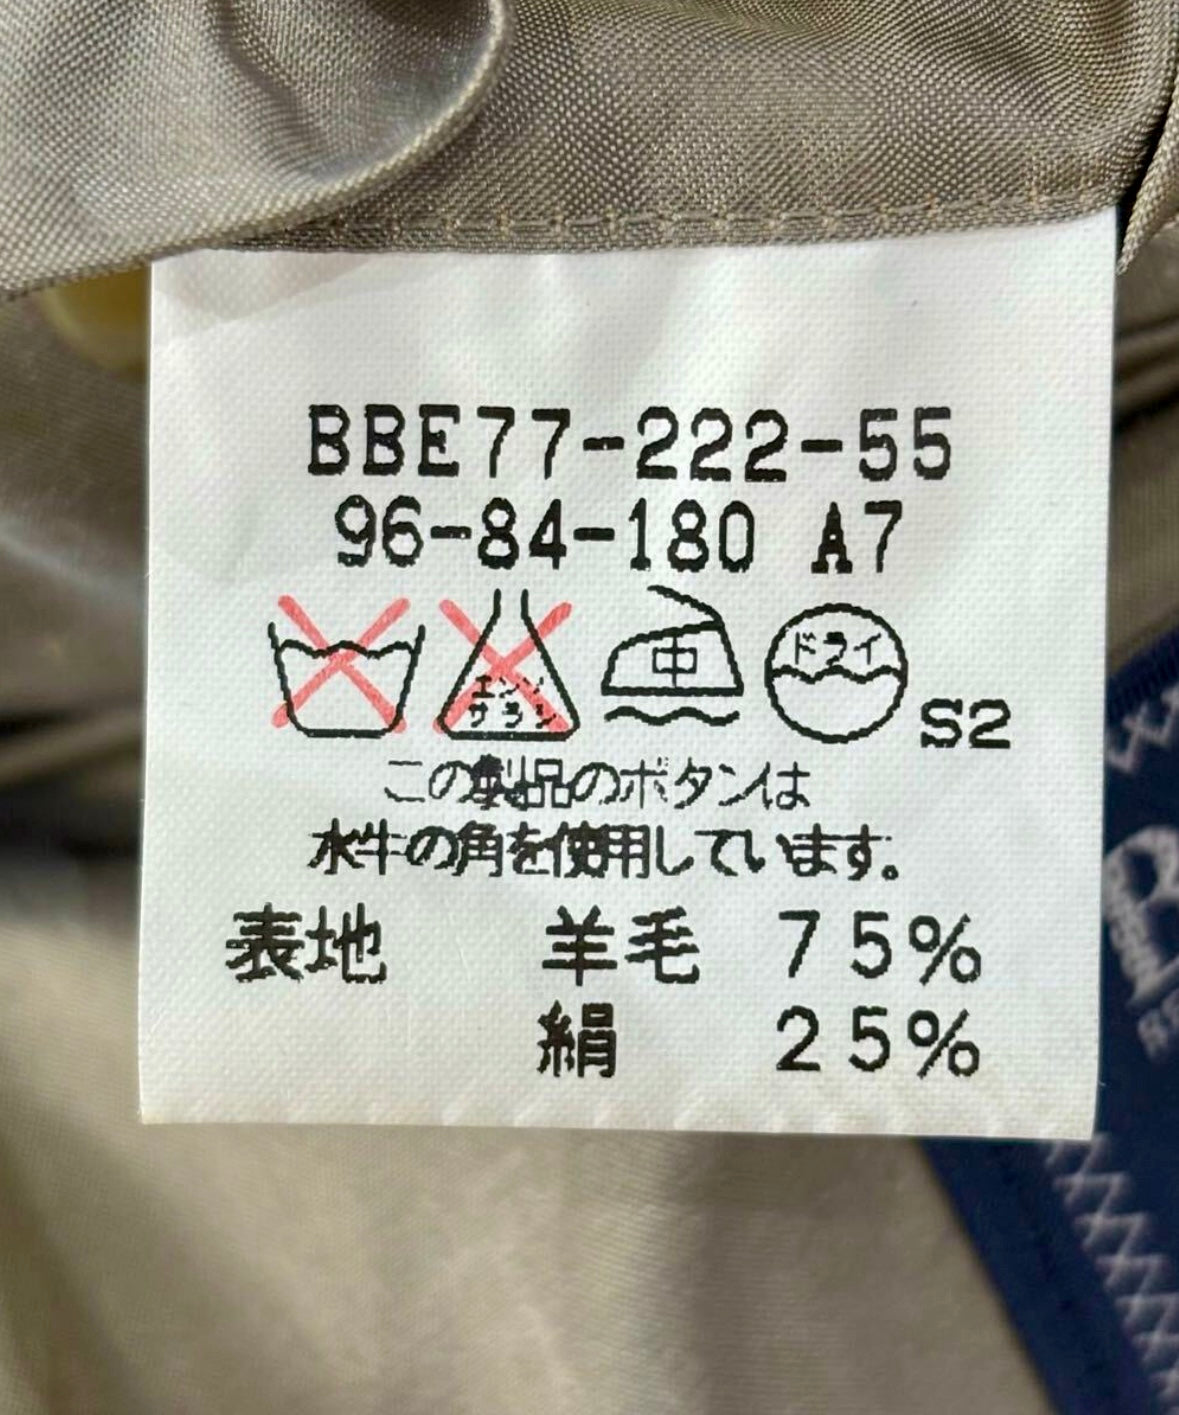 BBE77-222-55
96-84-180 A7
エンソ
サラシ
中
ドライ
S2
この製品のボタンは
水牛の角を使用しています。
表地 羊毛 75%
絹 25%